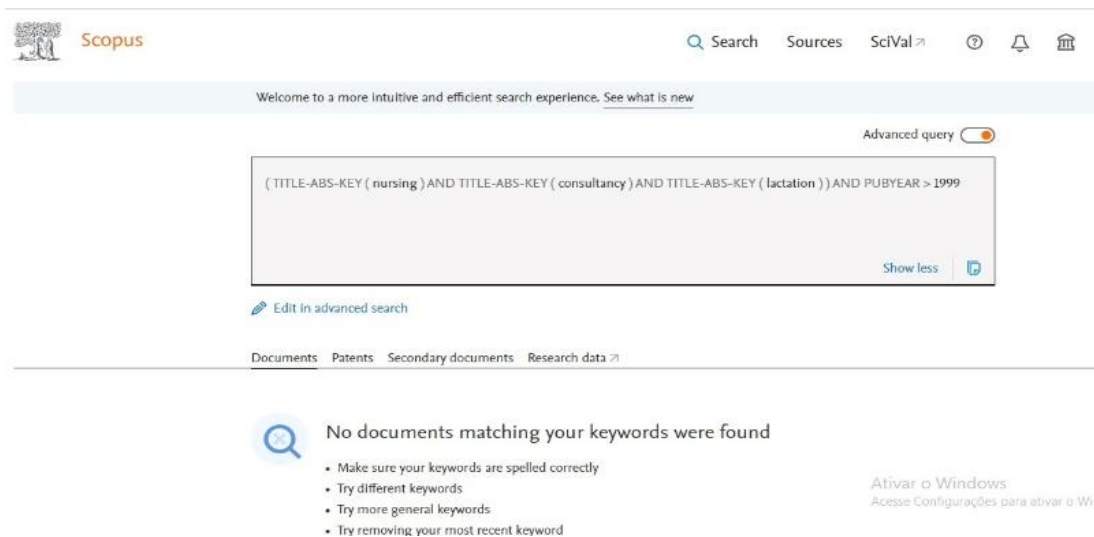 Scopus
Search Sources SciVal
Welcome to a more intuitive and efficient search experience. See what is new
Advanced query
( TITLE-ABS-KEY ( nursing ) AND TITLE-ABS-KEY ( consultancy ) AND TITLE-ABS-KEY ( lactation ) ) AND PUBYEAR > 1999
Show less
Edit in advanced search
Documents Patents Secondary documents Research data
No documents matching your keywords were found
• Make sure your keywords are spelled correctly
• Try different keywords
• Try more general keywords
• Try removing your most recent keyword
Ativar o Windows
Acesse Configurações para ativar o